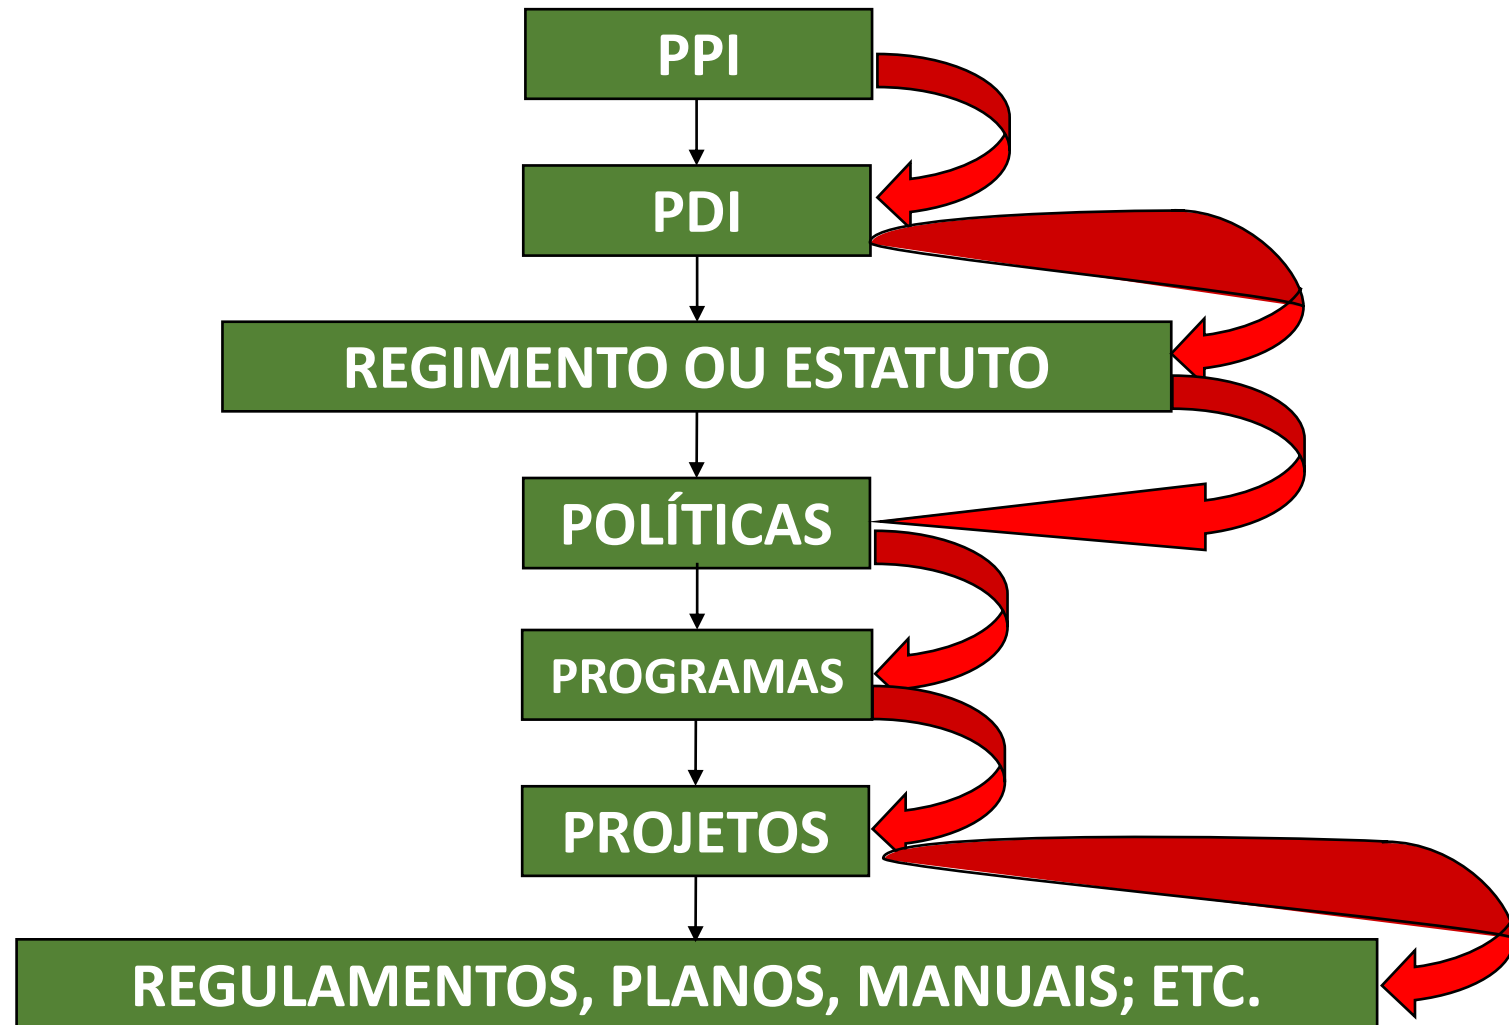 PPI
PDI
REGIMENTO OU ESTATUTO
POLÍTICAS
PROGRAMAS
PROJETOS
REGULAMENTOS, PLANOS, MANUAIS; ETC.